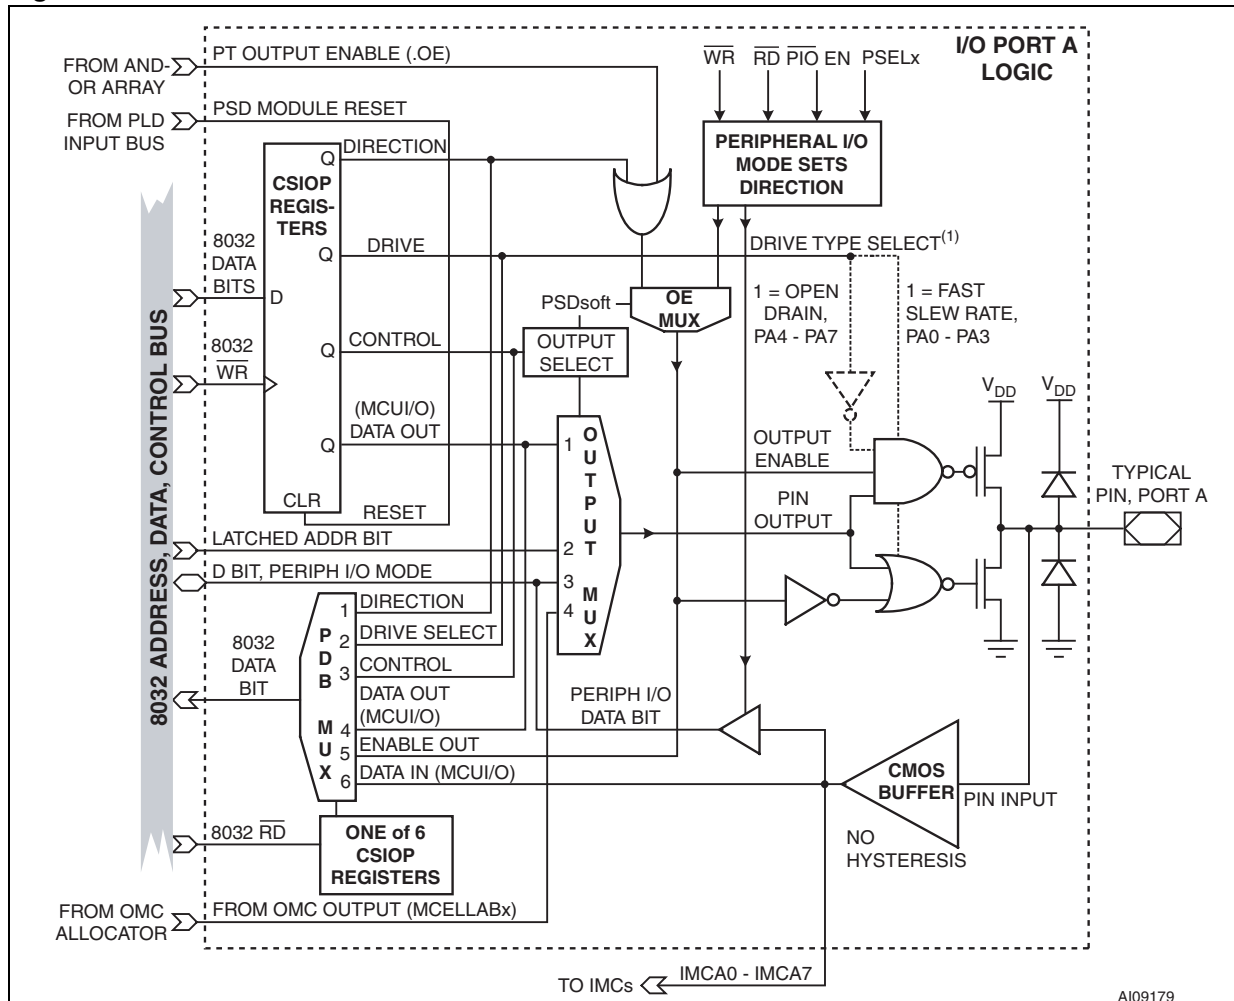 I/O PORT A
LOGIC
FROM AND-
OR ARRAY
PT OUTPUT ENABLE (.OE)
WR
RD
PIO EN
PSELx
FROM PLD
INPUT BUS
PSD MODULE RESET
PERIPHERAL I/O
MODE SETS
DIRECTION
DIRECTION
Q
CSIOP
REGIS-
TERS
8032
DATA
BITS
D
Q
DRIVE
DRIVE TYPE SELECT(1)
1 = OPEN
DRAIN,
PA4 - PA7
1 = FAST
SLEW RATE,
PA0 - PA3
PSDsoft
OE
MUX
8032
WR
Q
CONTROL
OUTPUT
SELECT
(MCUI/O)
DATA OUT
Q
CLR
RESET
8032 ADDRESS, DATA, CONTROL BUS
OUTPUT MUX
1
2
3
4
OUTPUT
ENABLE
PIN
OUTPUT
VDD
VDD
TYPICAL
PIN, PORT A
LATCHED ADDR BIT
D BIT, PERIPH I/O MODE
PDB MUX
1
DIRECTION
2
DRIVE SELECT
3
CONTROL
DATA OUT
(MCUI/O)
4
5
ENABLE OUT
6
DATA IN (MCUI/O)
8032
DATA
BIT
PERIPH I/O
DATA BIT
CMOS
BUFFER
PIN INPUT
NO
HYSTERESIS
8032 RD
ONE of 6
CSIOP
REGISTERS
FROM OMC
ALLOCATOR
FROM OMC OUTPUT (MCELLABx)
TO IMCs
IMCA0 - IMCA7
AI09179